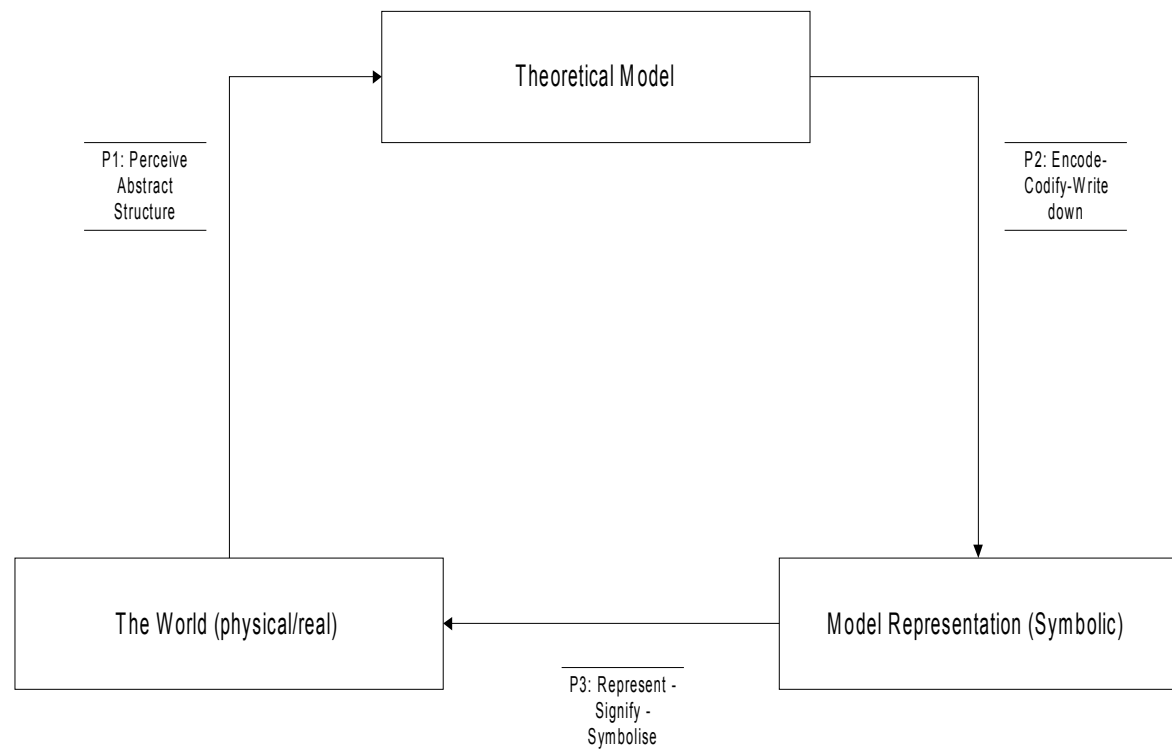 Theoretical Model
P1: Perceive
Abstract
Structure
P2: Encode-
Codify-Write
down
The World (physical/real)
Model Representation (Symbolic)
P3: Represent -
Signify -
Symbolise